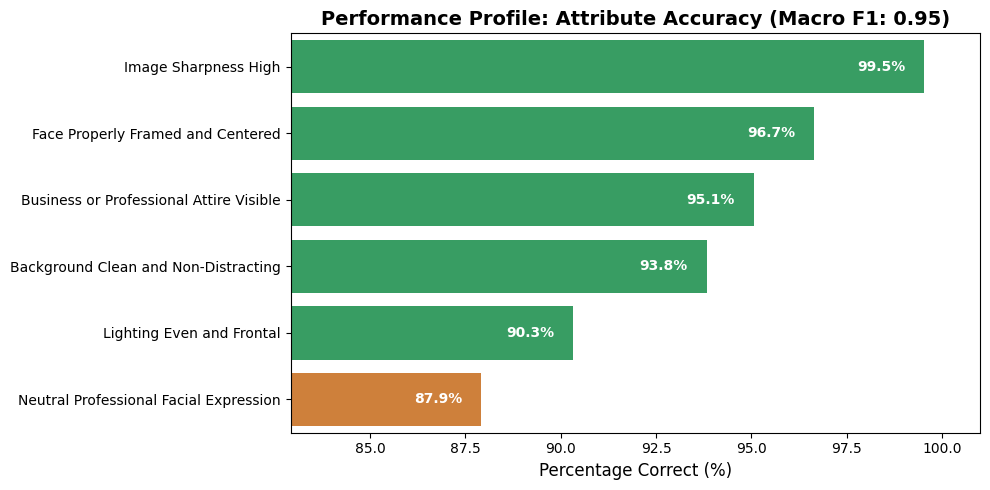 Performance Profile: Attribute Accuracy (Macro F1: 0.95)
Image Sharpness High
99.5%
Face Properly Framed and Centered
96.7%
Business or Professional Attire Visible
95.1%
Background Clean and Non-Distracting
93.8%
Lighting Even and Frontal
90.3%
Neutral Professional Facial Expression
87.9%
85.0 87.5 90.0 92.5 95.0 97.5 100.0
Percentage Correct (%)